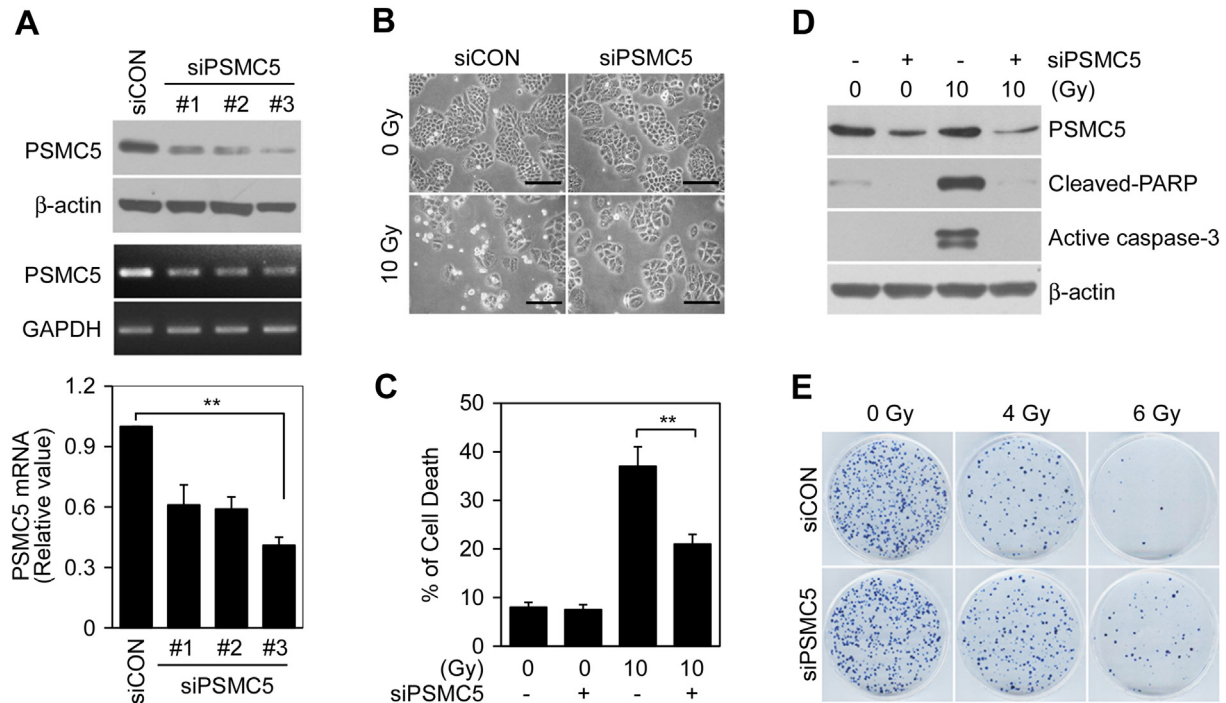 A
siCON
siPSMC5
#1 #2 #3
PSMC5
β-actin
PSMC5
GAPDH
PSMC5 mRNA
(Relative value)
1.2
0.9
0.6
0.3
0
**
siCON
#1 #2 #3
siPSMC5
B
siCON siPSMC5
0 Gy
10 Gy
C
% of Cell Death
50
40
30
20
10
0
**
(Gy) 0 0 10 10
siPSMC5 - + - +
D
- + - + siPSMC5
0 0 10 10 (Gy)
PSMC5
Cleaved-PARP
Active caspase-3
β-actin
E
0 Gy 4 Gy 6 Gy
siCON
siPSMC5